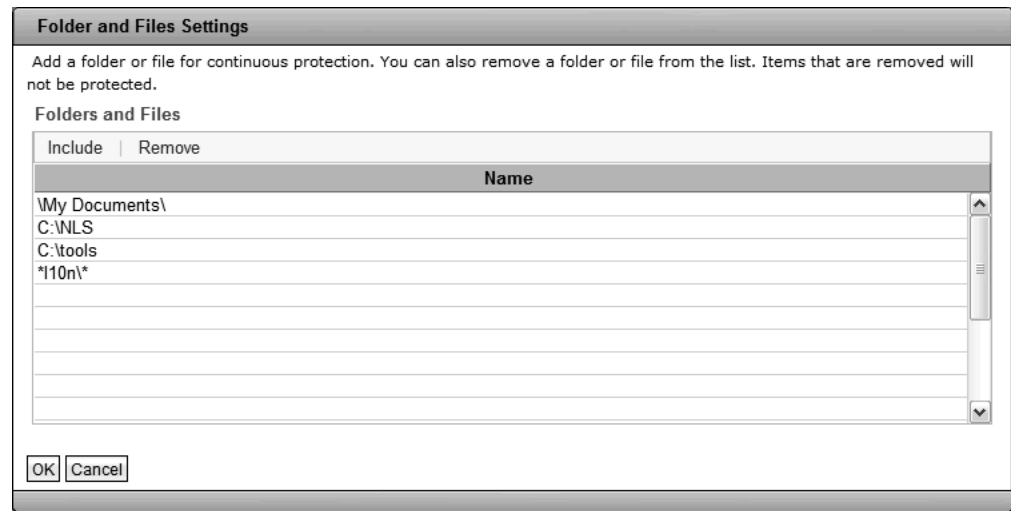 Folder and Files Settings
Add a folder or file for continuous protection. You can also remove a folder or file from the list. Items that are removed will
not be protected.
Folders and Files
Include | Remove
Name
\My Documents\
C:\NLS
C:\tools
*l10n\*
OK Cancel